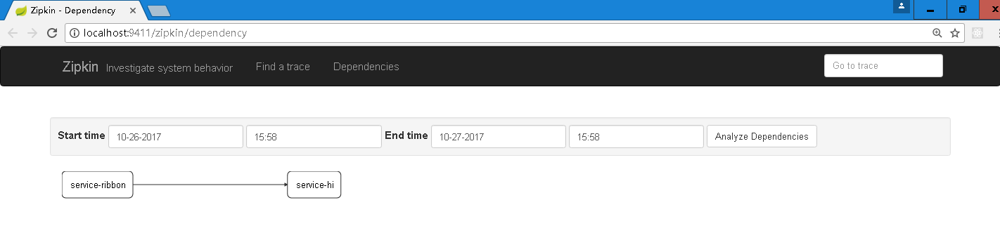 Zipkin - Dependency
localhost:9411/zipkin/dependency
Zipkin Investigate system behavior Find a trace Dependencies Go to trace
Start time 10-26-2017 15:58 End time 10-27-2017 15:58 Analyze Dependencies
service-ribbon service-hi